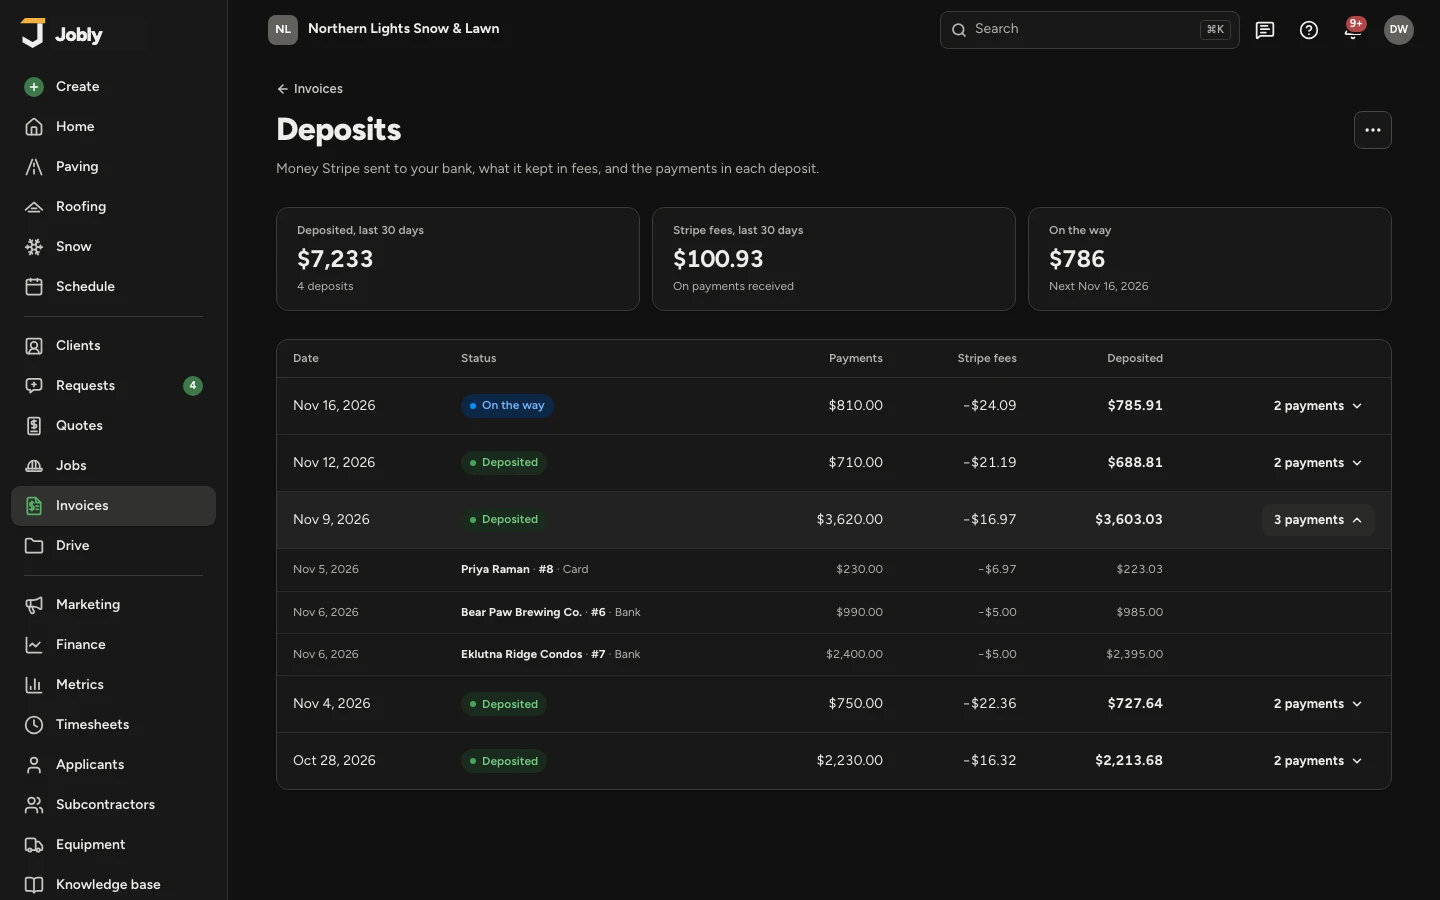 Jobly
NL Northern Lights Snow & Lawn
Search ⌘K
9+
DW
Create
Home
Paving
Roofing
Snow
Schedule
Clients
Requests 4
Quotes
Jobs
Invoices
Drive
Marketing
Finance
Metrics
Timesheets
Applicants
Subcontractors
Equipment
Knowledge base
← Invoices
Deposits
Money Stripe sent to your bank, what it kept in fees, and the payments in each deposit.
Deposited, last 30 days
$7,233
4 deposits
Stripe fees, last 30 days
$100.93
On payments received
On the way
$786
Next Nov 16, 2026
Date Status Payments Stripe fees Deposited
Nov 16, 2026 On the way $810.00 −$24.09 $785.91 2 payments
Nov 12, 2026 Deposited $710.00 −$21.19 $688.81 2 payments
Nov 9, 2026 Deposited $3,620.00 −$16.97 $3,603.03 3 payments
Nov 5, 2026 Priya Raman · #8 · Card $230.00 −$6.97 $223.03
Nov 6, 2026 Bear Paw Brewing Co. · #6 · Bank $990.00 −$5.00 $985.00
Nov 6, 2026 Eklutna Ridge Condos · #7 · Bank $2,400.00 −$5.00 $2,395.00
Nov 4, 2026 Deposited $750.00 −$22.36 $727.64 2 payments
Oct 28, 2026 Deposited $2,230.00 −$16.32 $2,213.68 2 payments